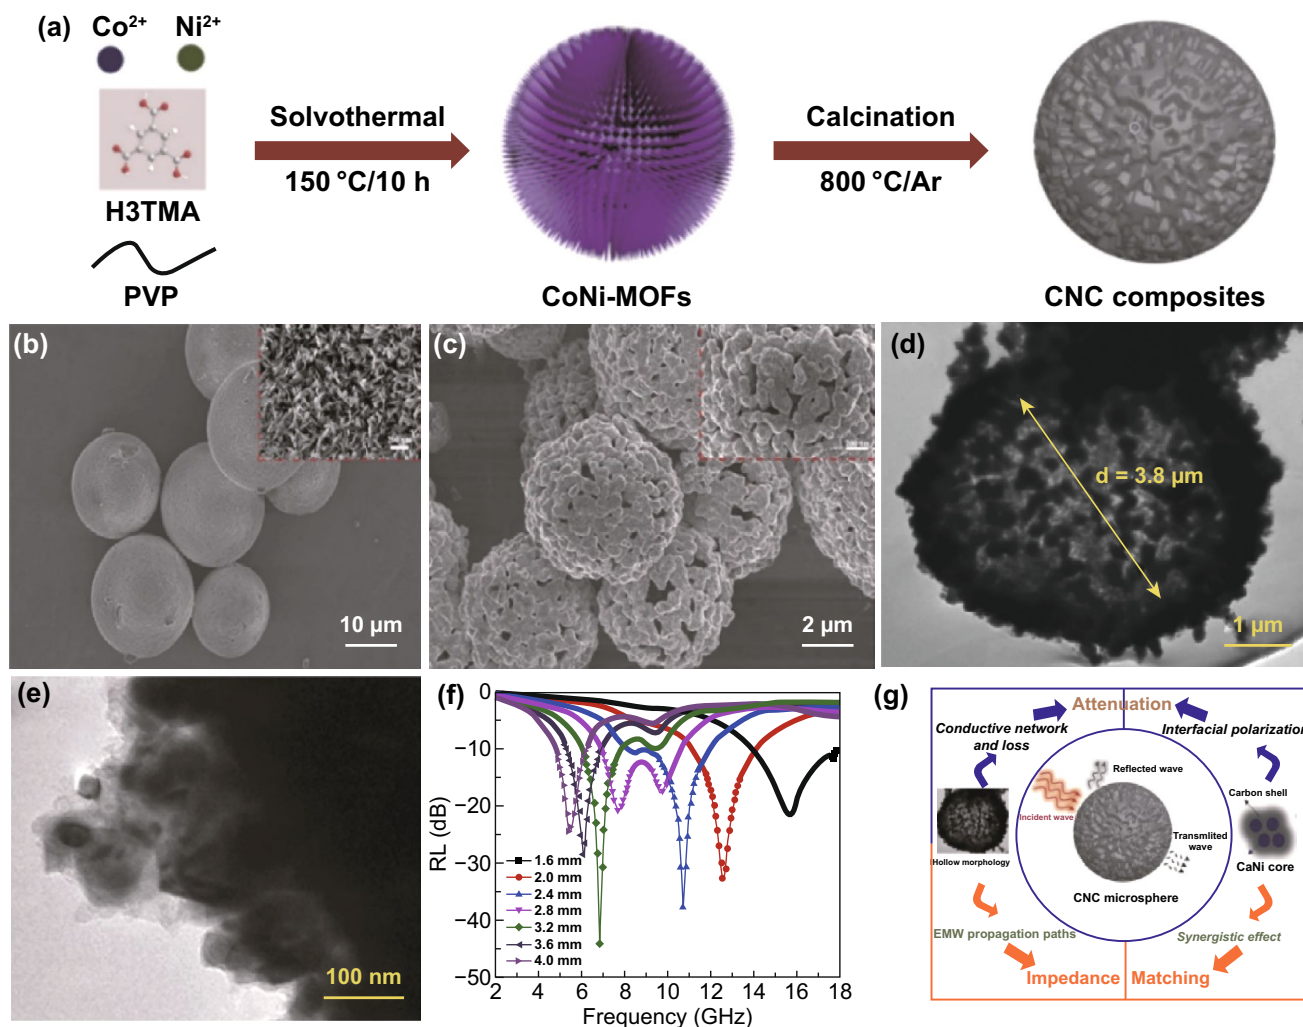 (a)
Co2+ Ni2+
H3TMA
PVP
Solvothermal
150 °C/10 h
CoNi-MOFs
Calcination
800 °C/Ar
CNC composites
(b)
10 µm
(c)
2 µm
(d)
d = 3.8 µm
1 µm
(e)
100 nm
(f)
0
−10
−20
−30
−40
−50
RL (dB)
1.6 mm
2.0 mm
2.4 mm
2.8 mm
3.2 mm
3.6 mm
4.0 mm
2 4 6 8 10 12 14 16 18
Frequency (GHz)
(g)
Attenuation
Conductive network
and loss
Interfacial polarization
Reflected wave
Incident wave
Carbon shell
Transmlited
wave
Hollow morphology
CaNi core
CNC microsphere
EMW propagation paths
Synergistic effect
Impedance
Matching